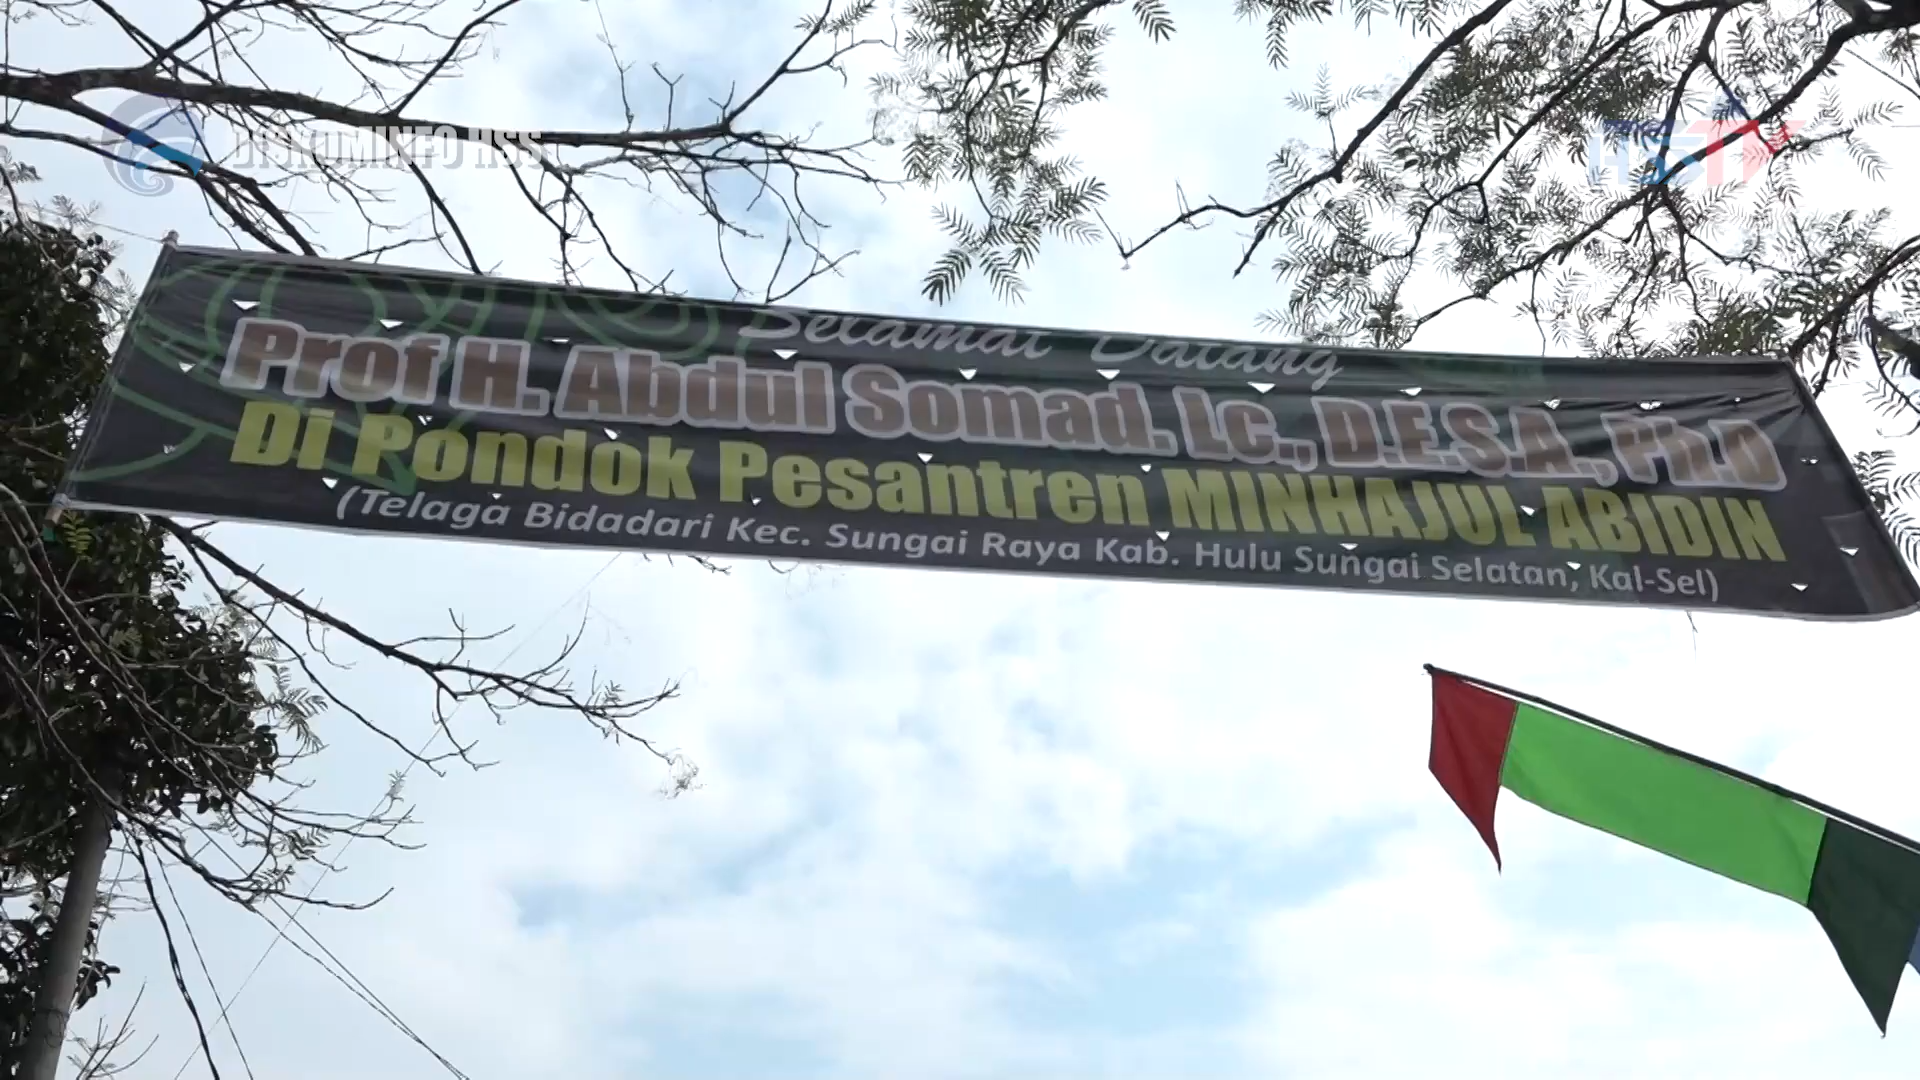 DISKOMINFO HSS
HSSTV
Selamat Datang
Prof H. Abdul Somad. Lc., D.E.S.A., Ph.D
Di Pondok Pesantren MINHAJUL ABIDIN
(Telaga Bidadari Kec. Sungai Raya Kab. Hulu Sungai Selatan, Kal-Sel)